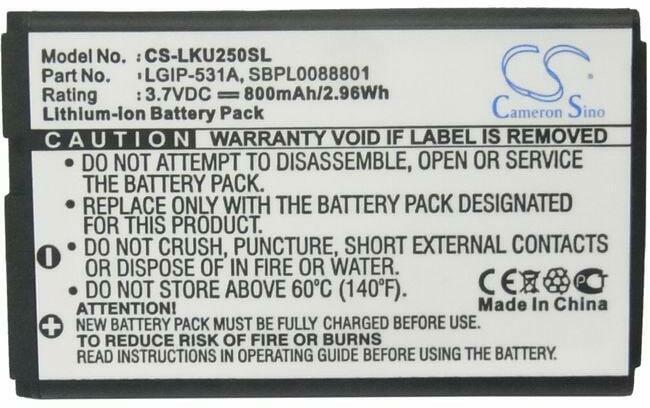 Model No. : CS-LKU250SL
Part No. : LGIP-531A, SBPL0088801
Rating : 3.7VDC ⎓ 800mAh/2.96Wh
Lithium-Ion Battery Pack
CS
Cameron Sino
CAUTION WARRANTY VOID IF LABEL IS REMOVED
• DO NOT ATTEMPT TO DISASSEMBLE, OPEN OR SERVICE
THE BATTERY PACK.
• REPLACE ONLY WITH THE BATTERY PACK DESIGNATED
FOR THIS PRODUCT.
• DO NOT CRUSH, PUNCTURE, SHORT EXTERNAL CONTACTS
OR DISPOSE OF IN FIRE OR WATER.
• DO NOT STORE ABOVE 60°C (140°F).
CE PC
Made In China
ATTENTION!
NEW BATTERY PACK MUST BE FULLY CHARGED BEFORE USE
TO REDUCE RISK OF FIRE OR BURNS.
READ INSTRUCTIONS IN OPERATING GUIDE BEFORE USING BATTERY.